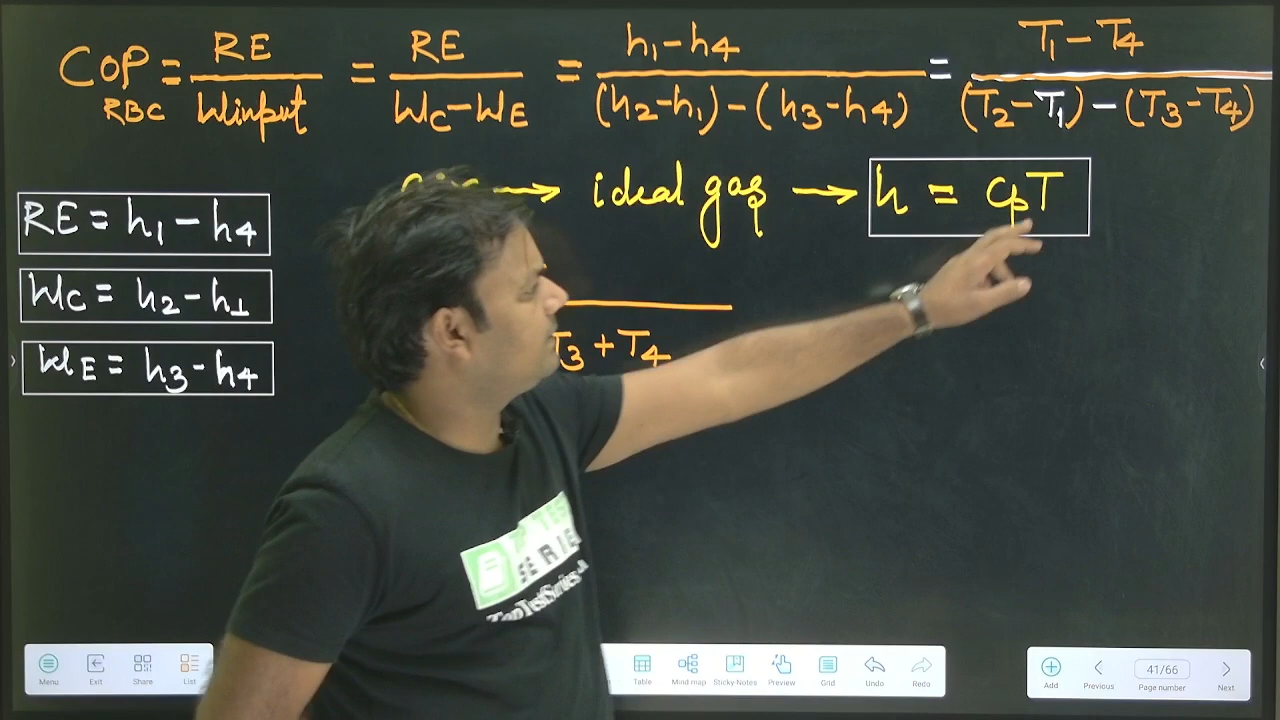 COP RBC = RE / Winput = RE / WC - WE = h1 - h4 / (h2 - h1) - (h3 - h4) = T1 - T4 / (T2 - T1) - (T3 - T4)
→ ideal gas → h = cpT
RE = h1 - h4
WC = h2 - h1
T3 + T4
WE = h3 - h4
SERIE
TopTestSeries
Menu Exit Share List Table Mind map Sticky-Notes Preview Grid Undo Redo Add Previous 41/66 Page number Next